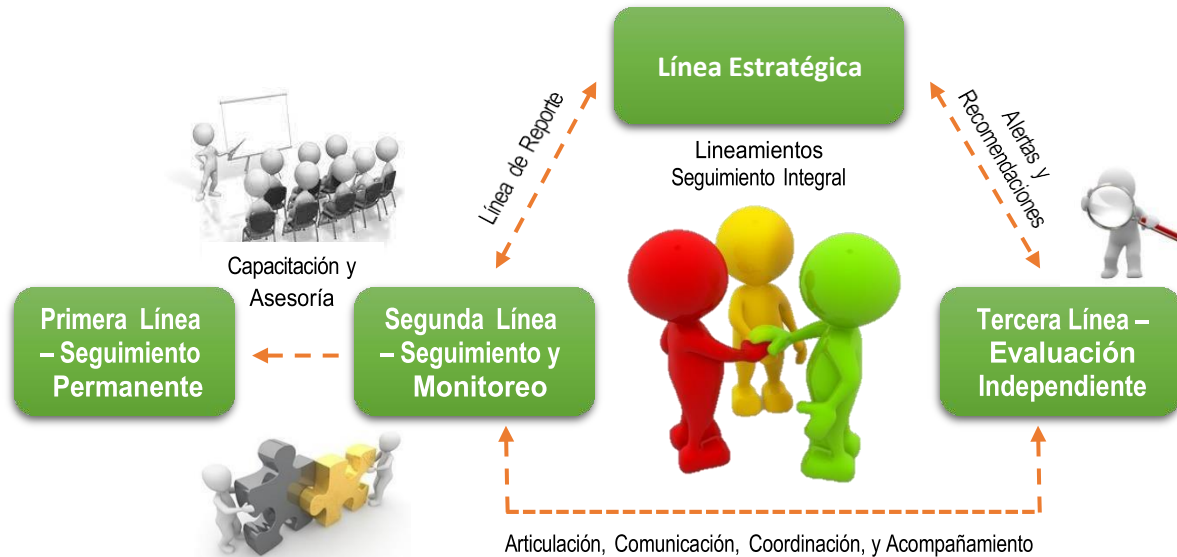 Línea Estratégica
Línea de Reporte
Alertas y
Recomendaciones
Lineamientos
Seguimiento Integral
Capacitación y
Asesoría
Primera Línea
– Seguimiento
Permanente
Segunda Línea
– Seguimiento y
Monitoreo
Tercera Línea –
Evaluación
Independiente
Articulación, Comunicación, Coordinación, y Acompañamiento